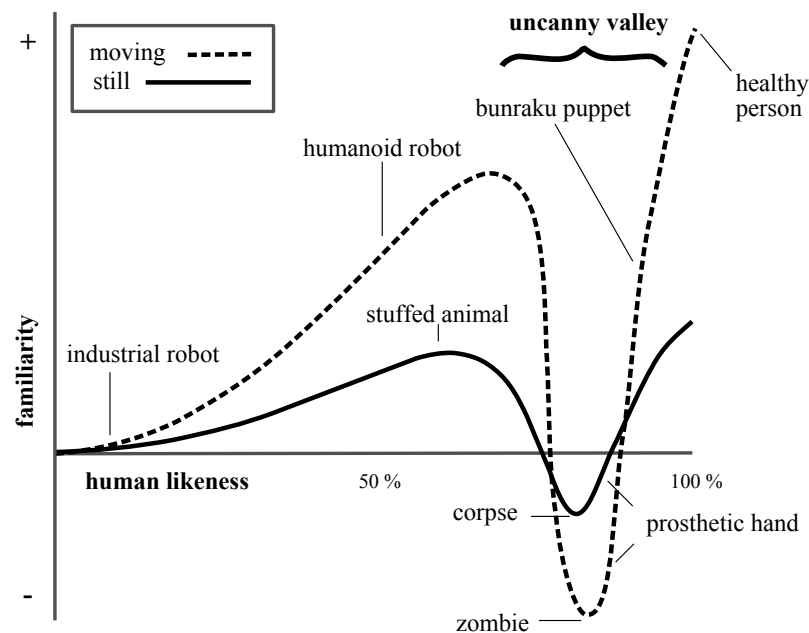 uncanny valley
+
moving
still
healthy
person
bunraku puppet
humanoid robot
stuffed animal
industrial robot
familiarity
human likeness
50 %
100 %
corpse
prosthetic hand
-
zombie